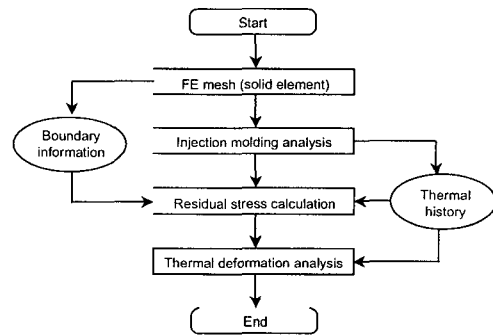 Start
FE mesh (solid element)
Boundary
information
Injection molding analysis
Thermal
history
Residual stress calculation
Thermal deformation analysis
End